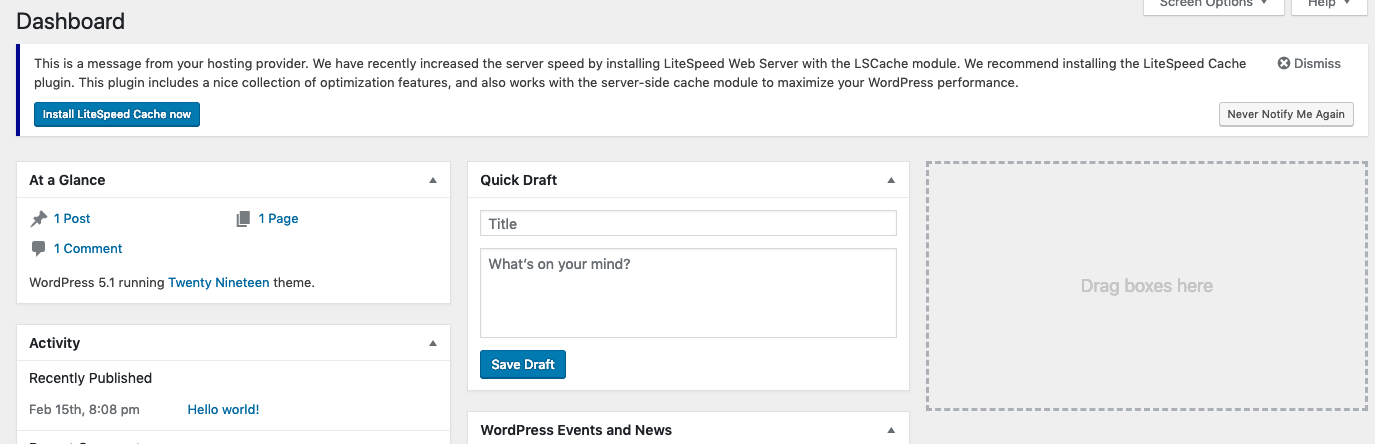 Screen Options
Help
Dashboard
This is a message from your hosting provider. We have recently increased the server speed by installing LiteSpeed Web Server with the LSCache module. We recommend installing the LiteSpeed Cache
plugin. This plugin includes a nice collection of optimization features, and also works with the server-side cache module to maximize your WordPress performance.
Dismiss
Install LiteSpeed Cache now
Never Notify Me Again
At a Glance
1 Post
1 Page
1 Comment
WordPress 5.1 running Twenty Nineteen theme.
Activity
Recently Published
Feb 15th, 8:08 pm
Hello world!
Quick Draft
Title
What's on your mind?
Save Draft
WordPress Events and News
Drag boxes here